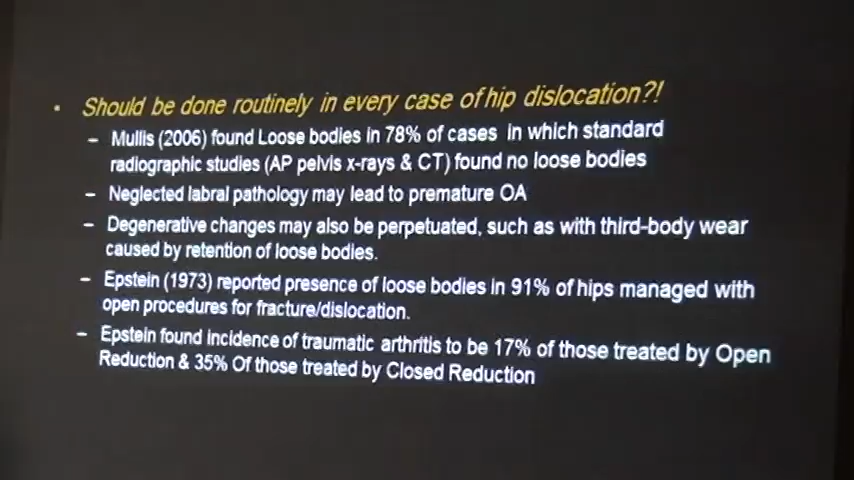 • Should be done routinely in every case of hip dislocation?!
– Mullis (2006) found Loose bodies in 78% of cases in which standard
radiographic studies (AP pelvis x-rays & CT) found no loose bodies
– Neglected labral pathology may lead to premature OA
– Degenerative changes may also be perpetuated, such as with third-body wear
caused by retention of loose bodies.
– Epstein (1973) reported presence of loose bodies in 91% of hips managed with
open procedures for fracture/dislocation.
– Epstein found incidence of traumatic arthritis to be 17% of those treated by Open
Reduction & 35% Of those treated by Closed Reduction